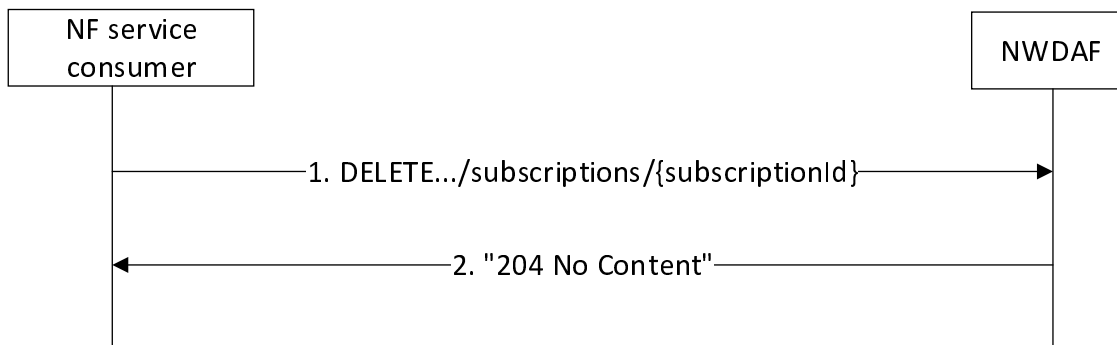 NF service
consumer
NWDAF
1. DELETE.../subscriptions/{subscriptionId}
2. "204 No Content"